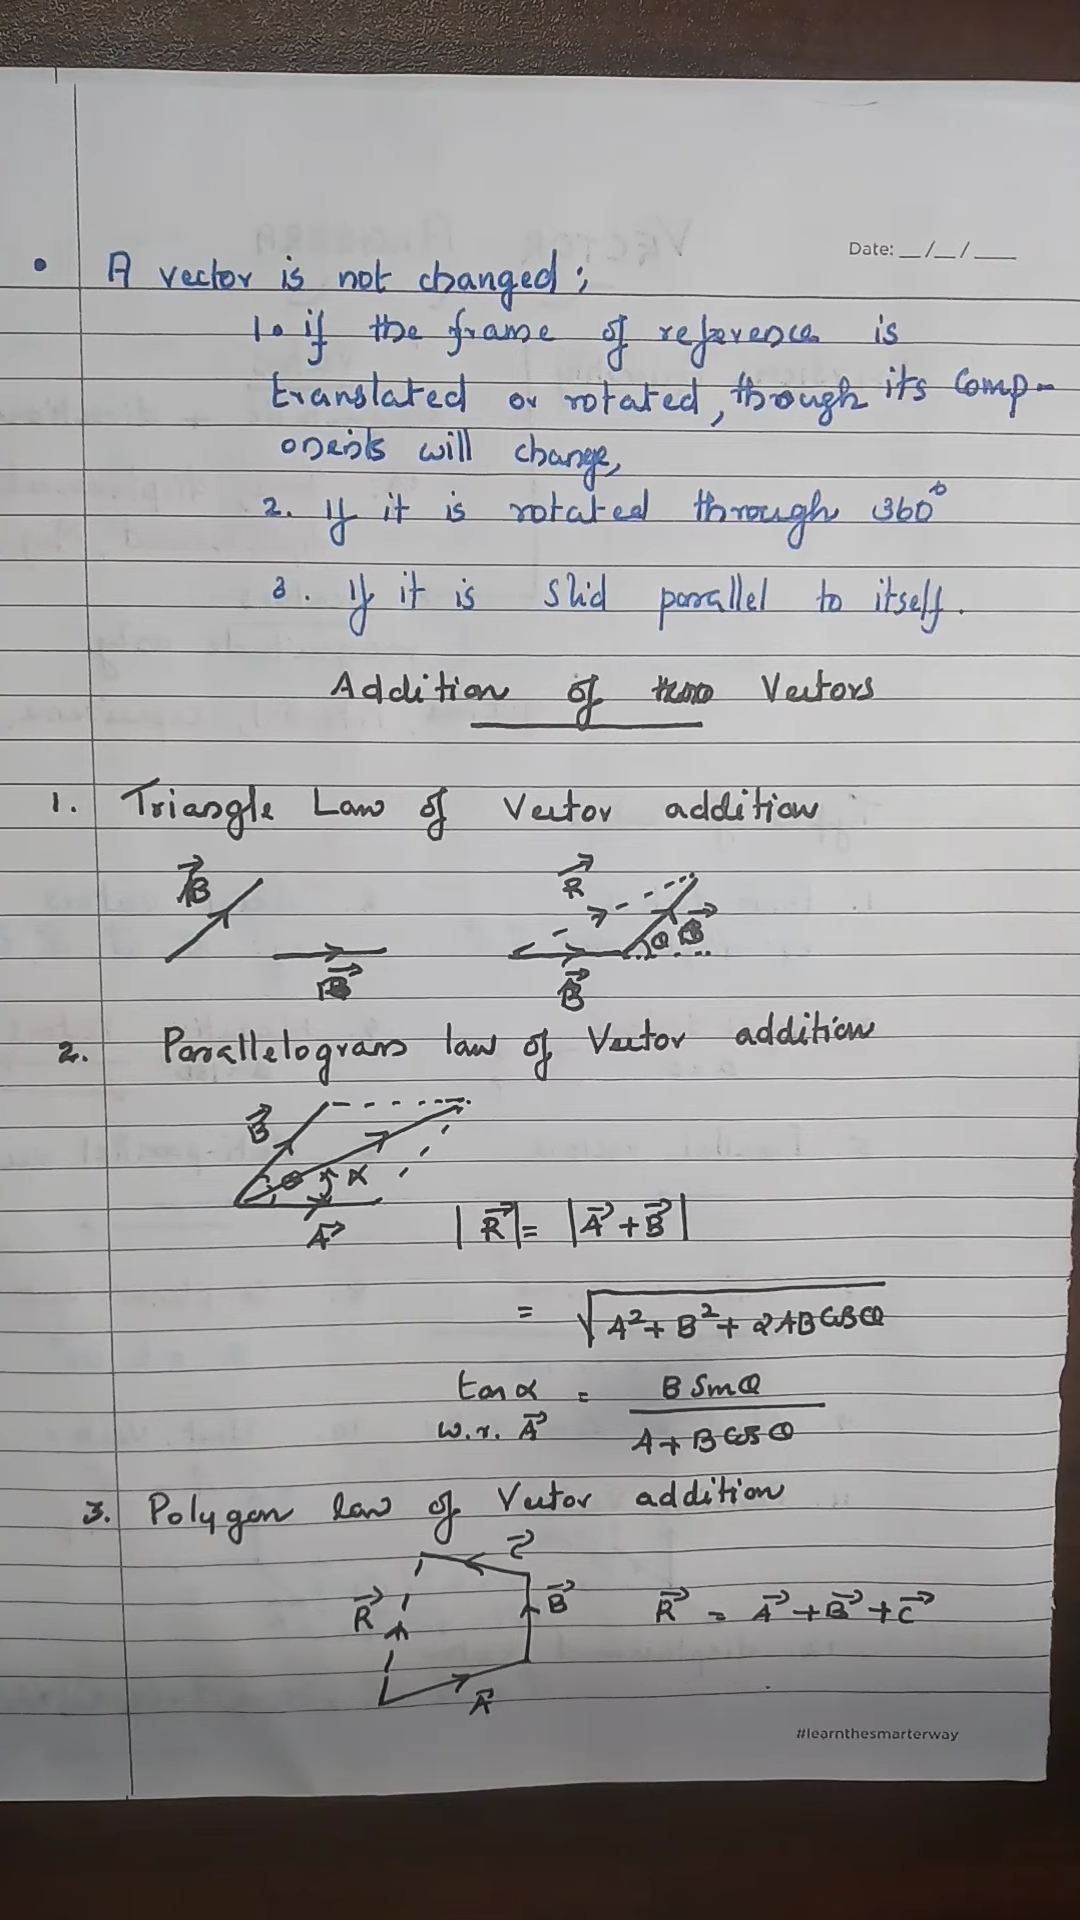 Date: __/__/____
• A vector is not changed;
1. if the frame of reference is
translated or rotated, though its comp-
onents will change,
2. If it is rotated through 360°
3. If it is slid parallel to itself.
Addition of Vectors
1. Triangle Law of Vector addition
B⃗
R⃗
θ
B⃗
2. Parallelogram law of Vector addition
B⃗
θ α
A⃗ |R⃗| = |A⃗ + B⃗|
= √A² + B² + 2AB cosθ
tan α = B sinθ
w.r. A⃗ A + B cosθ
3. Polygon law of Vector addition
C⃗
R⃗ B⃗ R⃗ = A⃗ + B⃗ + C⃗
A⃗
#learnthesmarterway